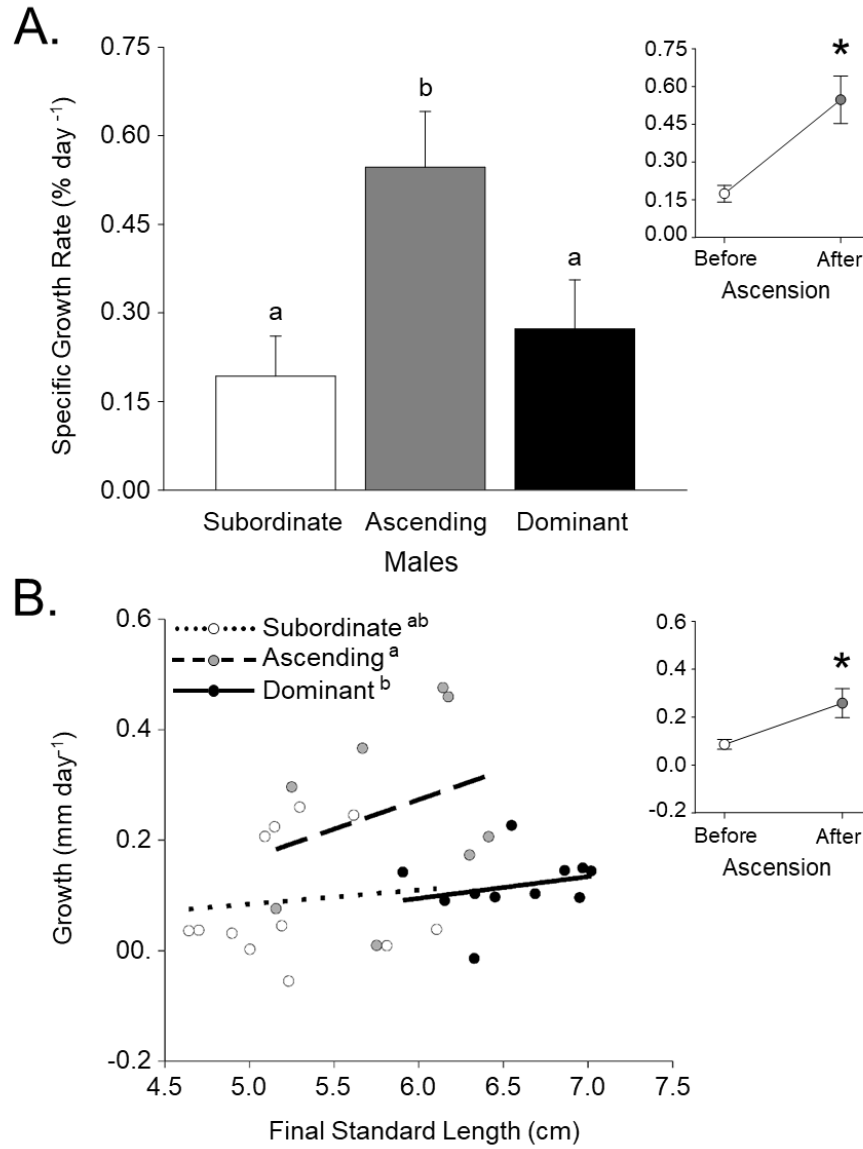 A.
Specific Growth Rate (% day -1)
0.75
0.60
0.45
0.30
0.15
0.00
a
b
a
Subordinate Ascending Dominant
Males
0.75
0.60
0.45
0.30
0.15
0.00
*
Before After
Ascension
B.
Growth (mm day-1)
0.6
0.4
0.2
00.
-0.2
Subordinate ab
Ascending a
Dominant b
4.5 5.0 5.5 6.0 6.5 7.0 7.5
Final Standard Length (cm)
0.6
0.4
0.2
0.0
-0.2
*
Before After
Ascension